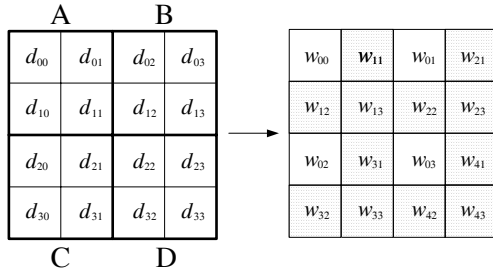 A B
d00 d01 d02 d03
d10 d11 d12 d13
d20 d21 d22 d23
d30 d31 d32 d33
C D
w00 w11 w01 w21
w12 w13 w22 w23
w02 w31 w03 w41
w32 w33 w42 w43